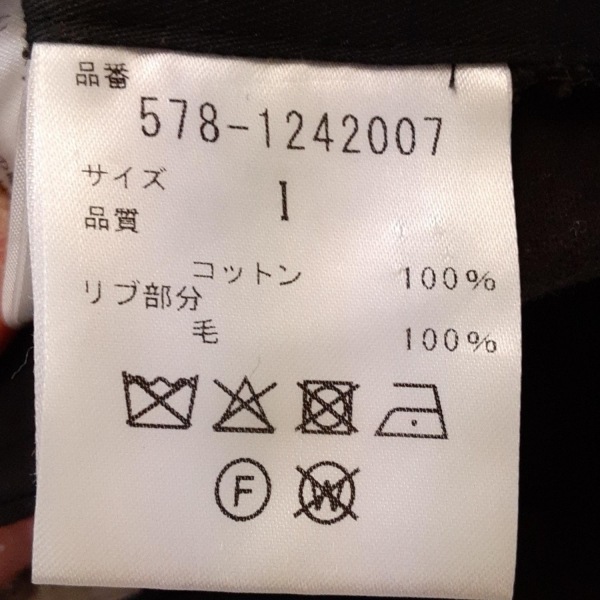 品番
578-1242007
サイズ I
品質
コットン 100%
リブ部分
毛 100%
F W